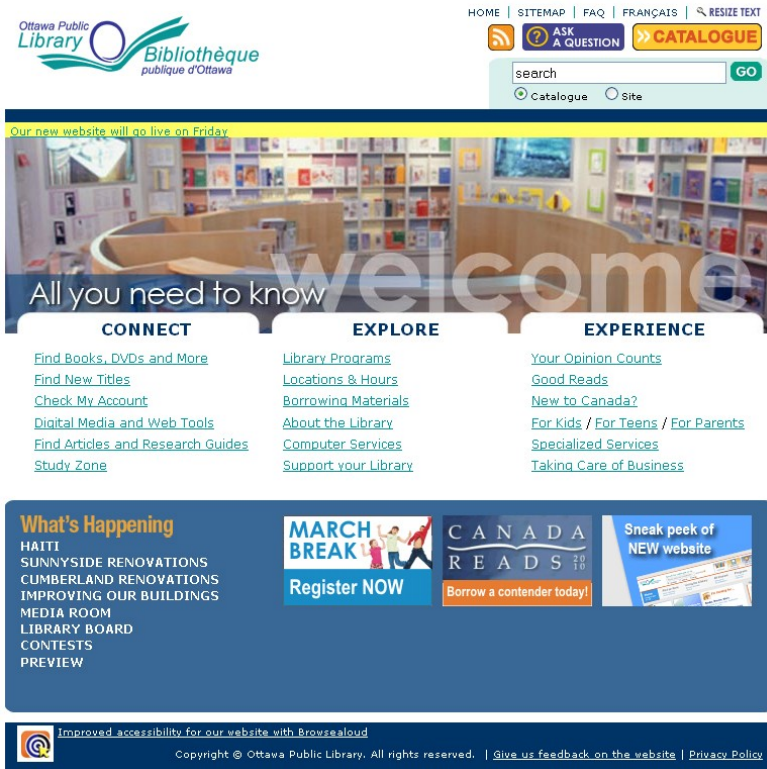 Ottawa Public
Library
Bibliothèque
publique d'Ottawa
HOME | SITEMAP | FAQ | FRANÇAIS | RESIZE TEXT
ASK
A QUESTION
CATALOGUE
search
GO
Catalogue Site
Our new website will go live on Friday
welcome
All you need to know
CONNECT
Find Books, DVDs and More
Find New Titles
Check My Account
Digital Media and Web Tools
Find Articles and Research Guides
Study Zone
EXPLORE
Library Programs
Locations & Hours
Borrowing Materials
About the Library
Computer Services
Support your Library
EXPERIENCE
Your Opinion Counts
Good Reads
New to Canada?
For Kids / For Teens / For Parents
Specialized Services
Taking Care of Business
What's Happening
HAITI
SUNNYSIDE RENOVATIONS
CUMBERLAND RENOVATIONS
IMPROVING OUR BUILDINGS
MEDIA ROOM
LIBRARY BOARD
CONTESTS
PREVIEW
MARCH
BREAK
Register NOW
CANADA
READS 2010
Borrow a contender today!
Sneak peek of
NEW website
Improved accessibility for our website with Browsealoud
Copyright © Ottawa Public Library. All rights reserved. | Give us feedback on the website | Privacy Policy